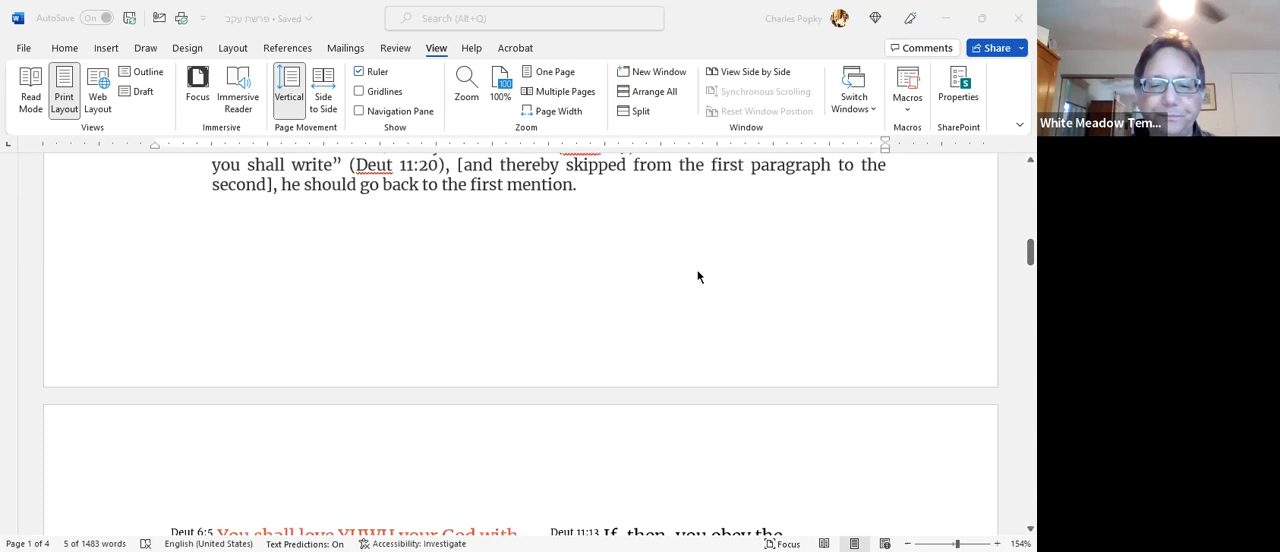 AutoSave On פרשת עקב • Saved Search (Alt+Q) Charles Popky
File Home Insert Draw Design Layout References Mailings Review View Help Acrobat Comments Share
Read Mode Print Layout Web Layout Outline Draft
Views
Focus Immersive Reader
Immersive
Vertical Side to Side
Page Movement
Ruler
Gridlines
Navigation Pane
Show
Zoom 100% One Page Multiple Pages Page Width
Zoom
New Window Arrange All Split View Side by Side Synchronous Scrolling Reset Window Position Switch Windows
Window
Macros
Macros
Properties
SharePoint
White Meadow Tem...
you shall write” (Deut 11:20), [and thereby skipped from the first paragraph to the
second], he should go back to the first mention.
Deut 6:5 You shall love YHWH your God with
Deut 11:13 If, then, you obey the
Page 1 of 4 5 of 1483 words English (United States) Text Predictions: On Accessibility: Investigate Focus 154%